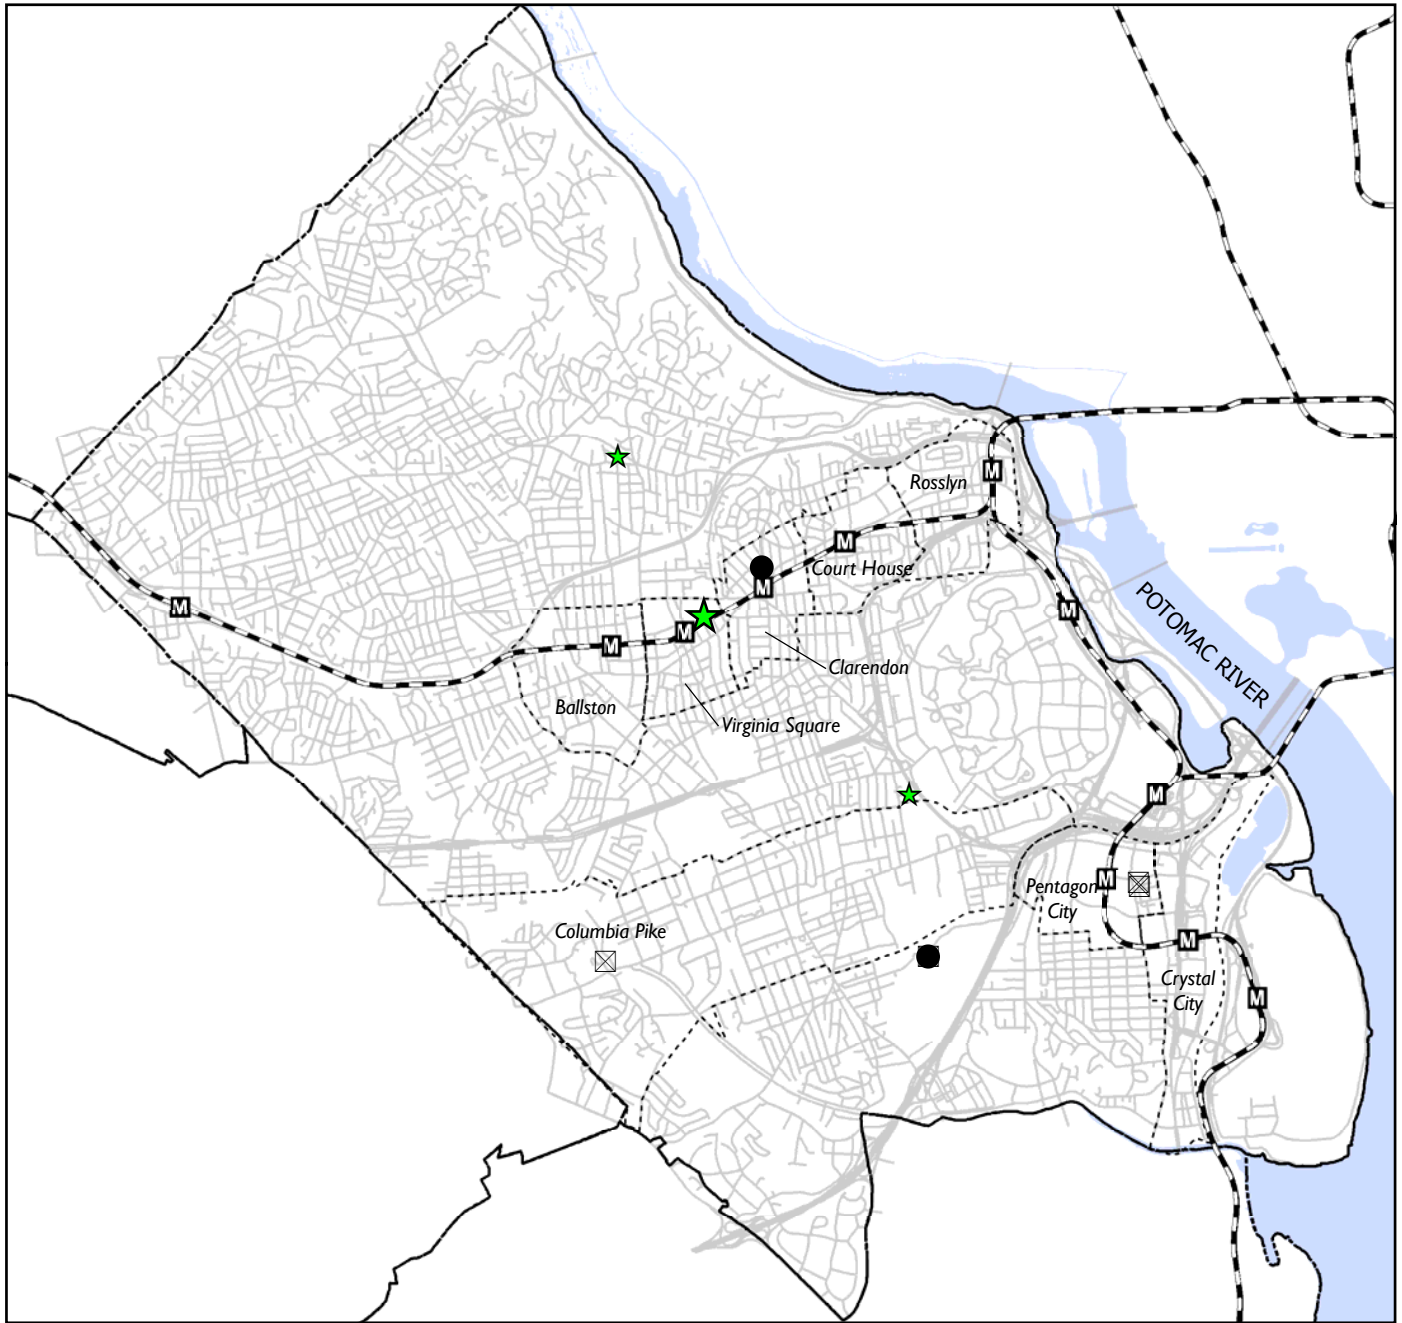 Rosslyn
M
M
Court House
M
POTOMAC RIVER
M
M
M
M
M
Clarendon
Ballston
Virginia Square
M
M
Pentagon
City
Columbia Pike
M
Crystal
City
M